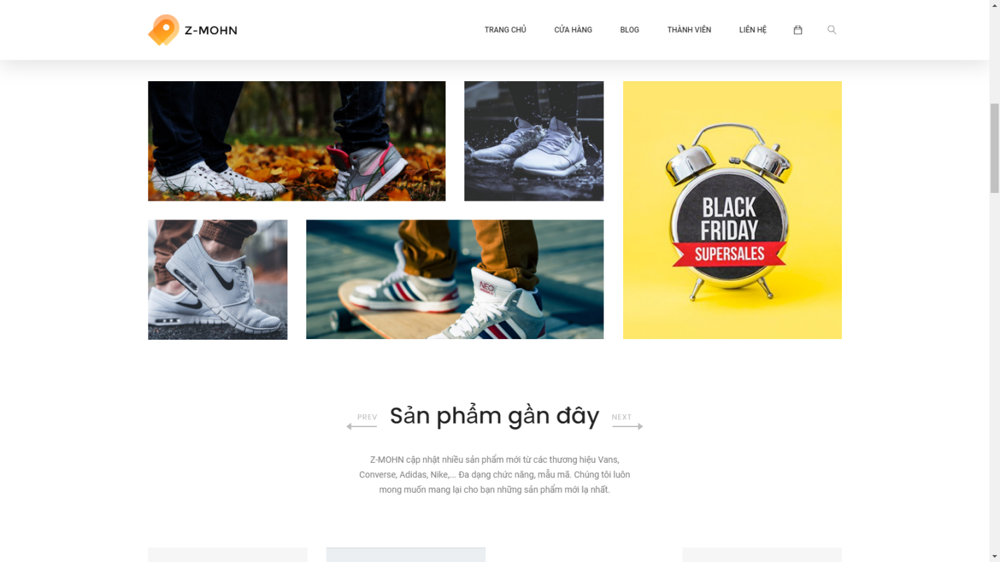 Z-MOHN
TRANG CHỦ
CỬA HÀNG
BLOG
THÀNH VIÊN
LIÊN HỆ
BLACK
FRIDAY
SUPERSALES
NEO
PREV
Sản phẩm gần đây
NEXT
Z-MOHN cập nhật nhiều sản phẩm mới từ các thương hiệu Vans,
Converse, Adidas, Nike,... Đa dạng chức năng, mẫu mã. Chúng tôi luôn
mong muốn mang lại cho bạn những sản phẩm mới lạ nhất.